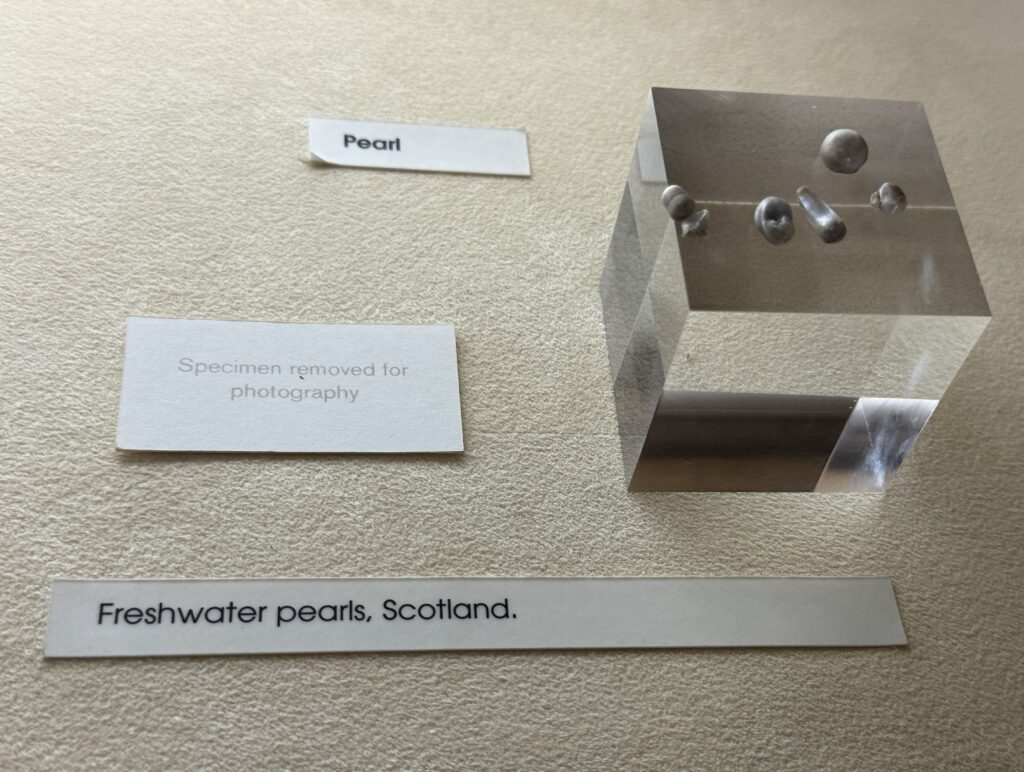 Pearl
Specimen removed for
photography
Freshwater pearls, Scotland.